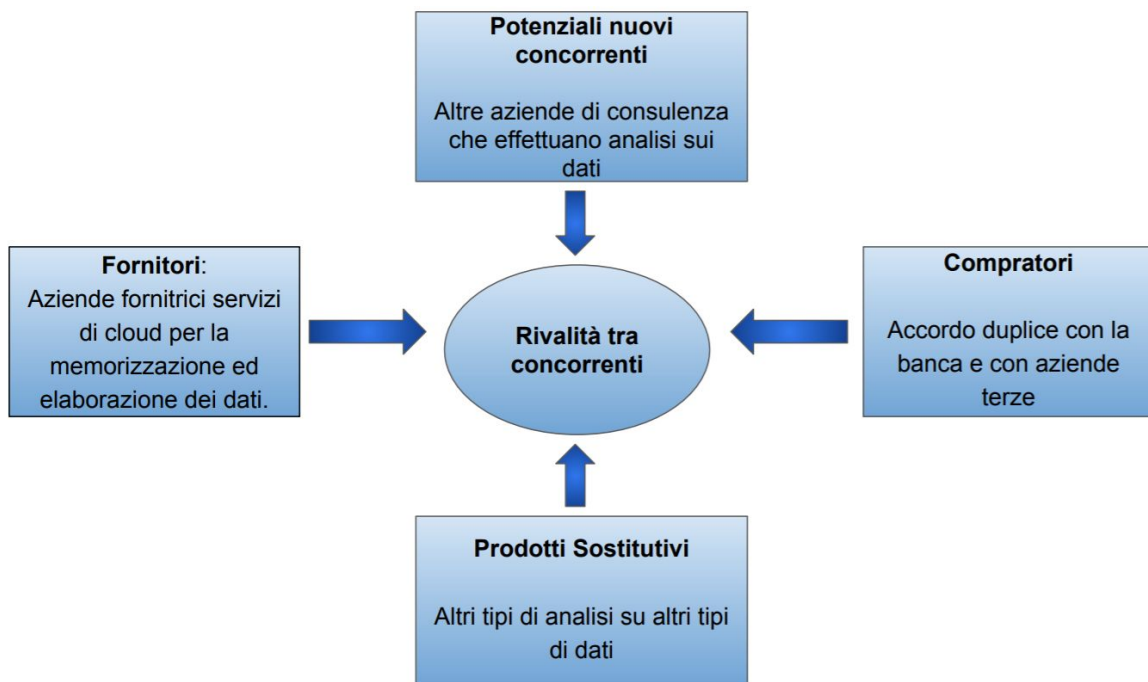 Potenziali nuovi
concorrenti
Altre aziende di consulenza
che effettuano analisi sui
dati
Fornitori:
Aziende fornitrici servizi
di cloud per la
memorizzazione ed
elaborazione dei dati.
Rivalità tra
concorrenti
Compratori
Accordo duplice con la
banca e con aziende
terze
Prodotti Sostitutivi
Altri tipi di analisi su altri tipi
di dati